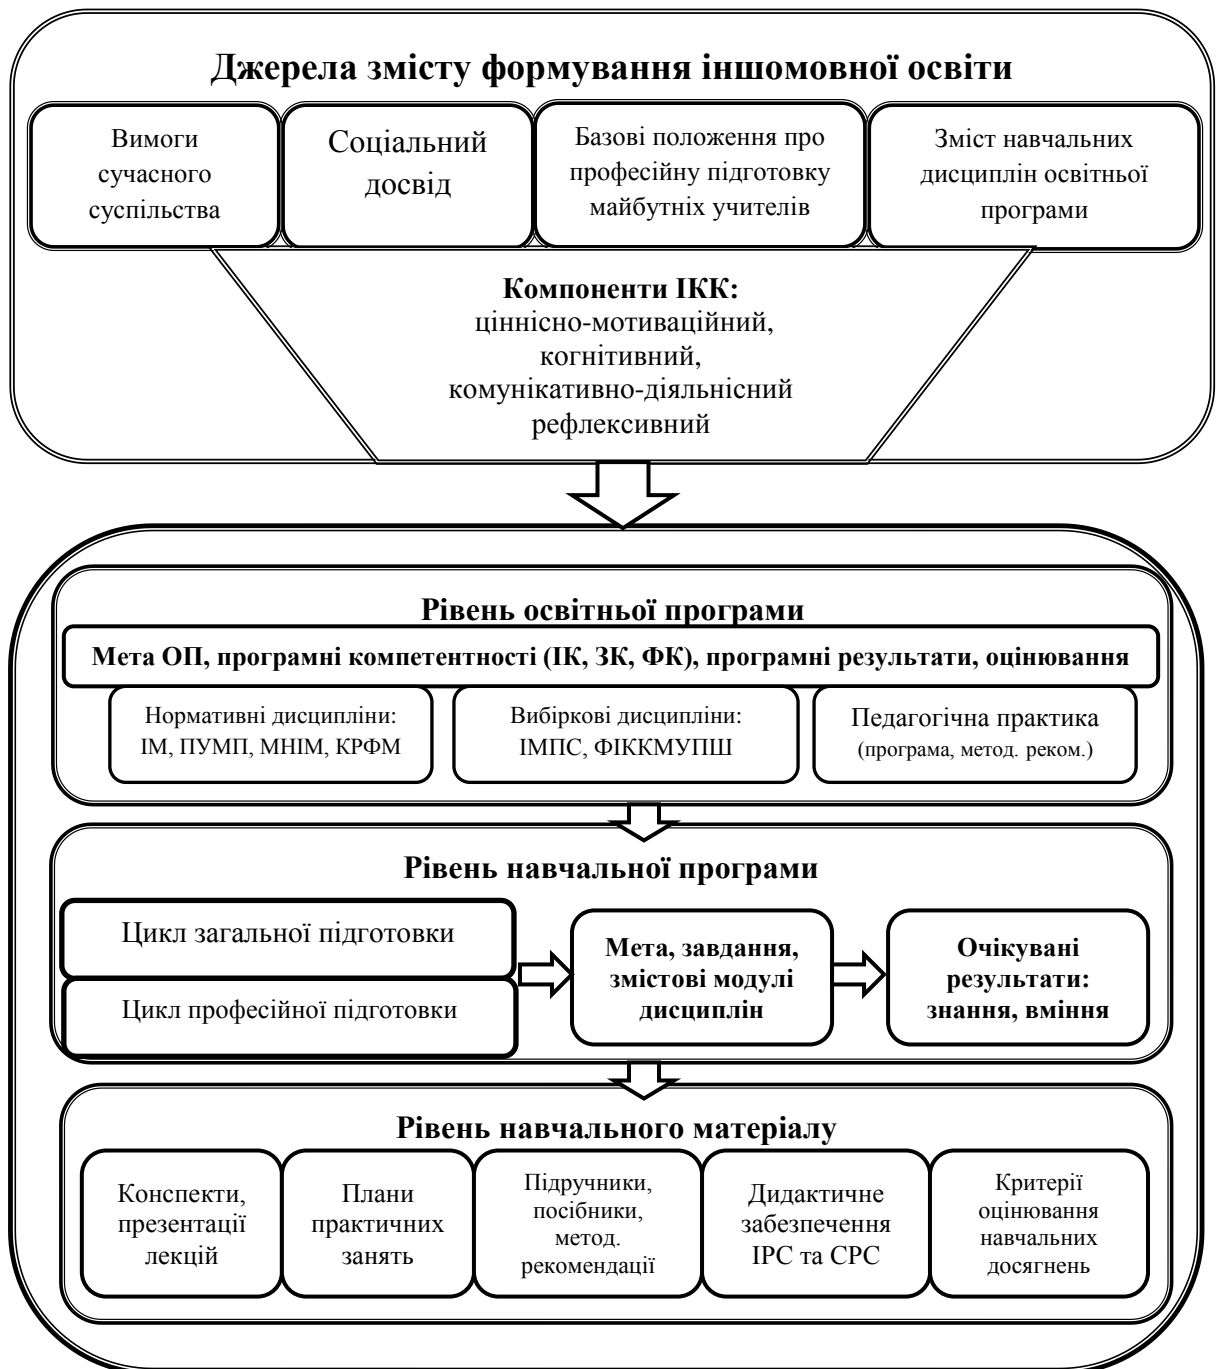 Джерела змісту формування іншомовної освіти
Вимоги
сучасного
суспільства
Соціальний
досвід
Базові положення про
професійну підготовку
майбутніх учителів
Зміст навчальних
дисциплін освітньої
програми
Компоненти ІКК:
ціннісно-мотиваційний,
когнітивний,
комунікативно-діяльнісний
рефлексивний
Рівень освітньої програми
Мета ОП, програмні компетентності (ІК, ЗК, ФК), програмні результати, оцінювання
Нормативні дисципліни:
ІМ, ПУМП, МНІМ, КРФМ
Вибіркові дисципліни:
ІМПС, ФІККМУПШ
Педагогічна практика
(програма, метод. реком.)
Рівень навчальної програми
Цикл загальної підготовки
Цикл професійної підготовки
Мета, завдання,
змістові модулі
дисциплін
Очікувані
результати:
знання, вміння
Рівень навчального матеріалу
Конспекти,
презентації
лекцій
Плани
практичних
занять
Підручники,
посібники,
метод.
рекомендації
Дидактичне
забезпечення
ІРС та СРС
Критерії
оцінювання
навчальних
досягнень